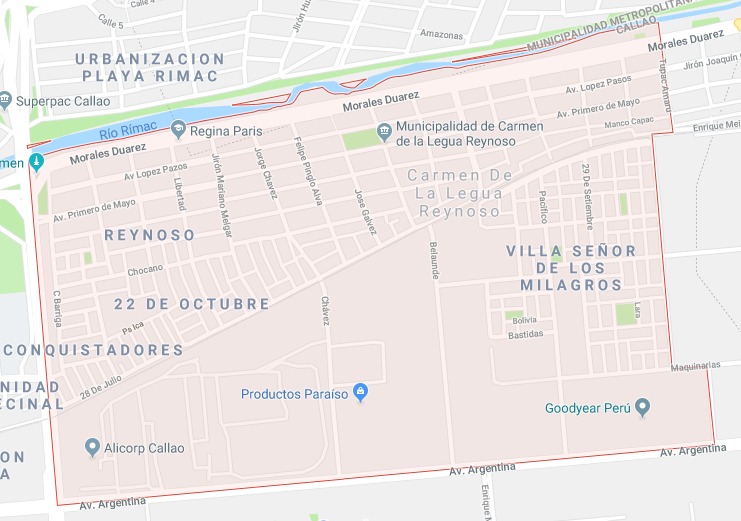 Calle 5
Calle 4
Jirón Hu
Amazonas
MUNICIPALIDAD METROPOLITANA
CALLAO
URBANIZACION
PLAYA RIMAC
Morales Duarez
Jirón Joaquín
Superpac Callao
Morales Duarez
Av. Lopez Pasos
Tupac Amaru
Río Rímac
Regina Paris
Municipalidad de Carmen
de la Legua Reynoso
Av. Primero de Mayo
Manco Capac
Enrique Mei
Morales Duarez
men
Av Lopez Pazos
Libertad
Jirón Mariano Melgar
Jorge Chavez
Felipe Pinglo Alva
Jose Galvez
Carmen De
La Legua
Reynoso
Pacífico
29 De Setiembre
Av. Primero de Mayo
REYNOSO
Belaunde
VILLA SEÑOR
DE LOS
MILAGROS
Chocano
C Barriga
22 DE OCTUBRE
Chávez
Ps Ica
Bolivia
Bastidas
Lara
CONQUISTADORES
28 De Julio
Maquinarias
NIDAD
ECINAL
Productos Paraíso
Goodyear Perú
Alicorp Callao
ON
A
Av. Argentina
Av. Argentina
Av. Argentina
Enrique M